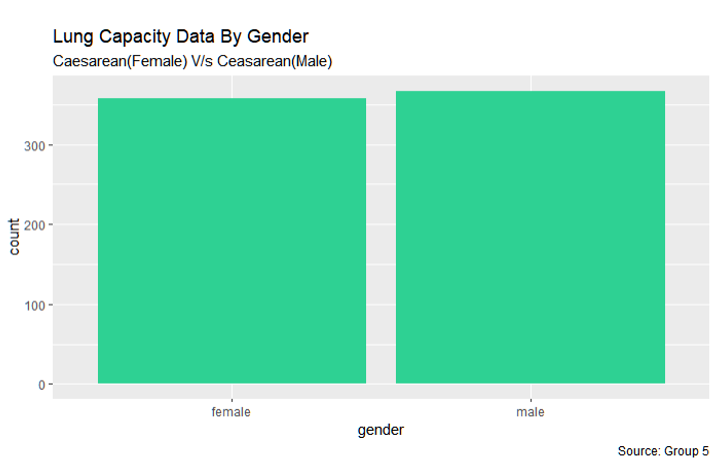 Lung Capacity Data By Gender
Caesarean(Female) V/s Ceasarean(Male)
300
200
100
0
count
female male
gender
Source: Group 5